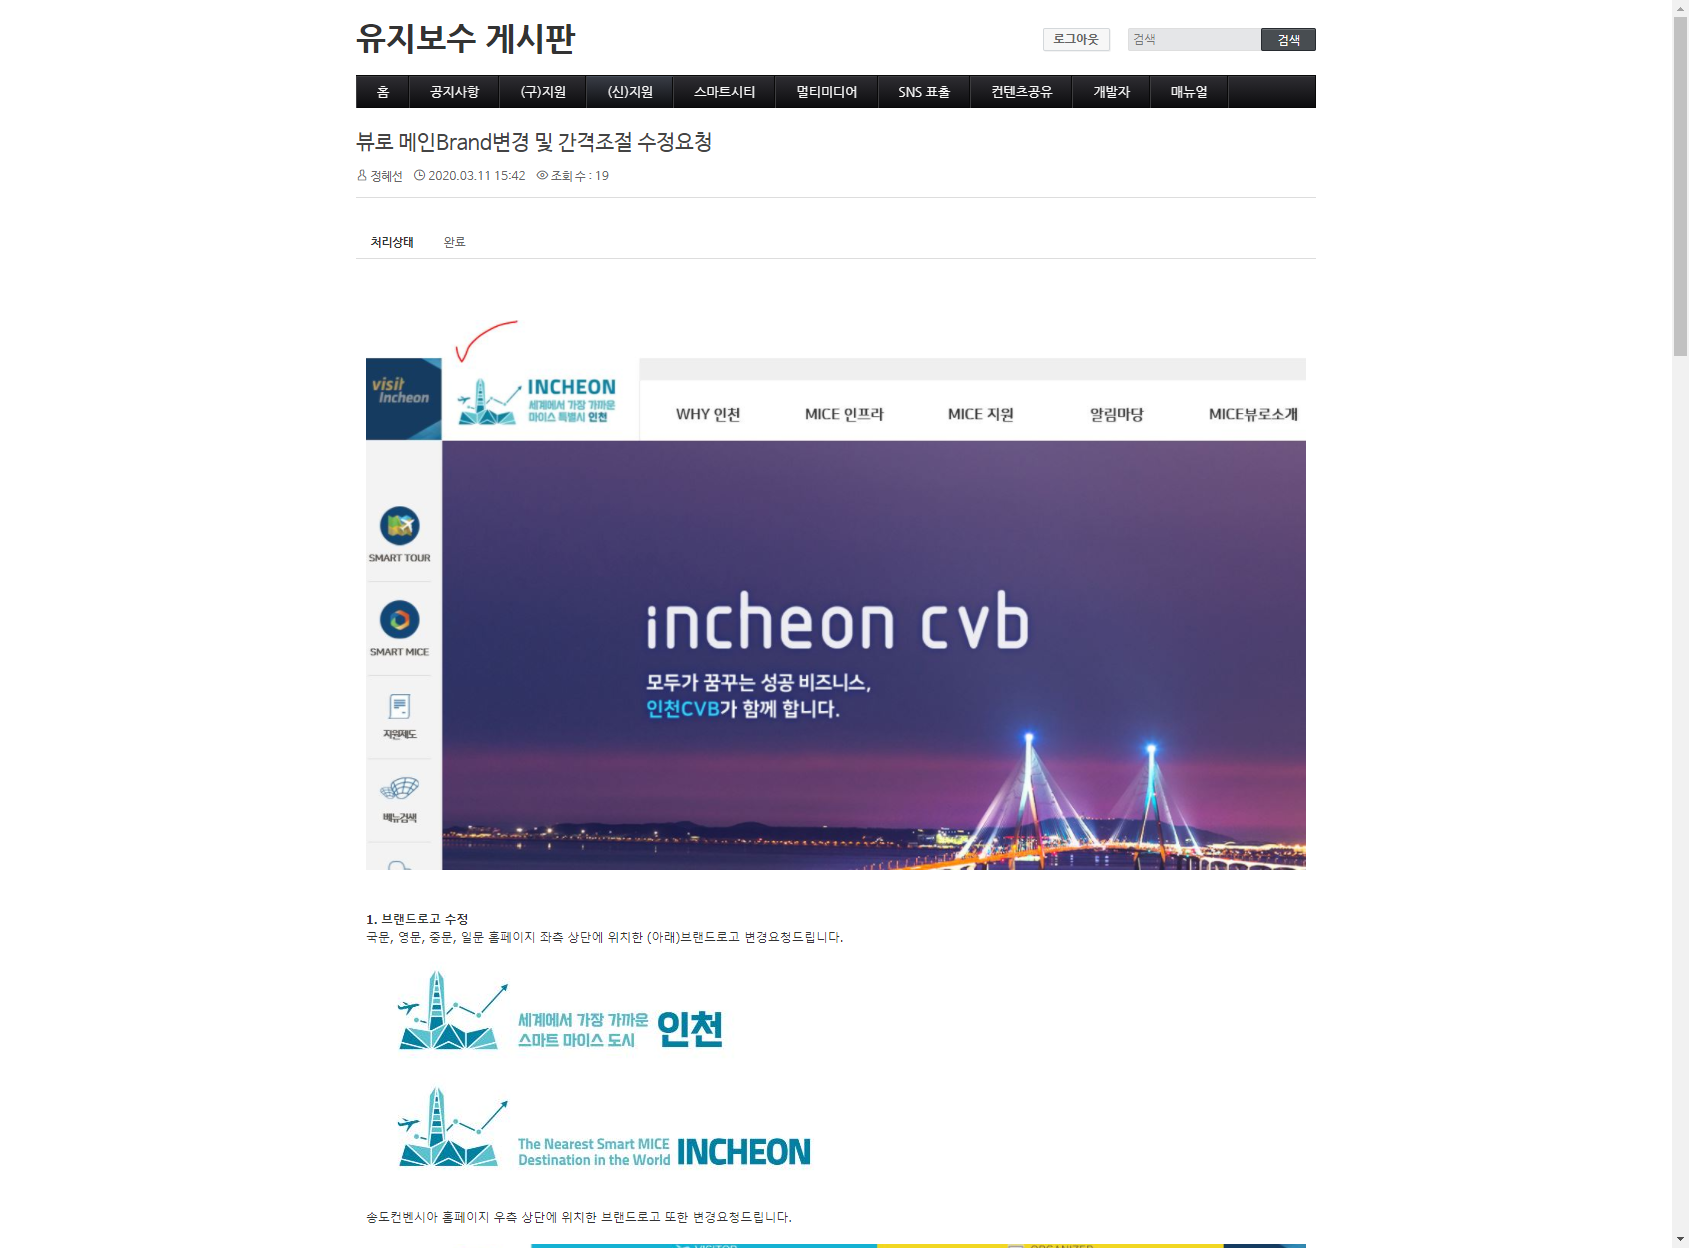 유지보수 게시판
로그아웃
검색
검색
홈 공지사항 (구)지원 (신)지원 스마트시티 멀티미디어 SNS 표출 컨텐츠공유 개발자 매뉴얼
뷰로 메인Brand변경 및 간격조절 수정요청
정혜선 2020.03.11 15:42 조회 수 : 19
처리상태 완료
visit
Incheon
INCHEON
세계에서 가장 가까운
마이스 특별시 인천
WHY 인천 MICE 인프라 MICE 지원 알림마당 MICE뷰로소개
SMART TOUR
SMART MICE
지원제도
베뉴검색
incheon cvb
모두가 꿈꾸는 성공 비즈니스,
인천CVB가 함께 합니다.
1. 브랜드로고 수정
국문, 영문, 중문, 일문 홈페이지 좌측 상단에 위치한 (아래)브랜드로고 변경요청드립니다.
세계에서 가장 가까운
스마트 마이스 도시 인천
The Nearest Smart MICE
Destination in the World INCHEON
송도컨벤시아 홈페이지 우측 상단에 위치한 브랜드로고 또한 변경요청드립니다.